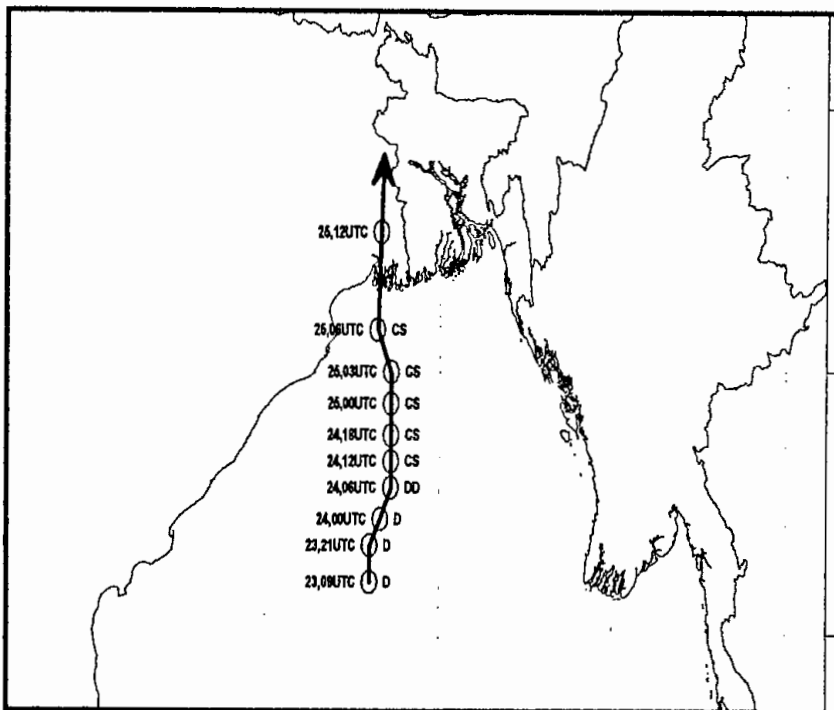 25,12UTC
25,06UTC CS
25,03UTC CS
25,00UTC CS
24,18UTC CS
24,12UTC CS
24,06UTC DD
24,00UTC D
23,21UTC D
23,09UTC D